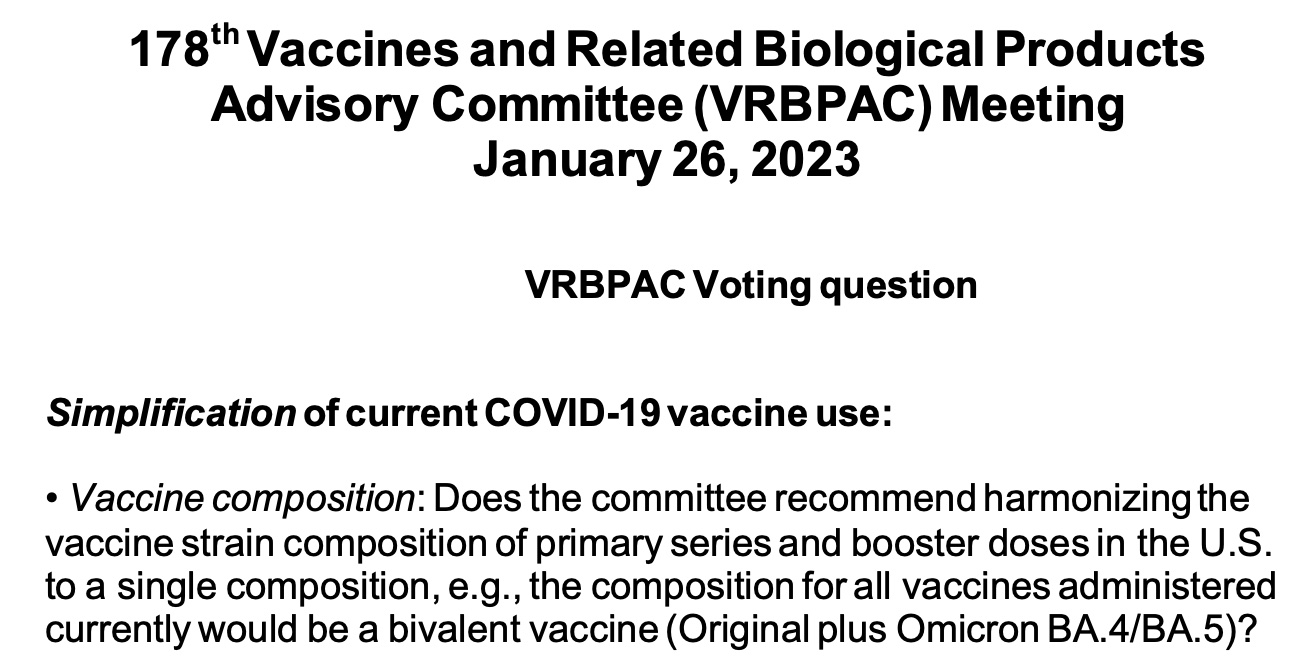 178th Vaccines and Related Biological Products
Advisory Committee (VRBPAC) Meeting
January 26, 2023
VRBPAC Voting question
Simplification of current COVID-19 vaccine use:
• Vaccine composition: Does the committee recommend harmonizing the
vaccine strain composition of primary series and booster doses in the U.S.
to a single composition, e.g., the composition for all vaccines administered
currently would be a bivalent vaccine (Original plus Omicron BA.4/BA.5)?